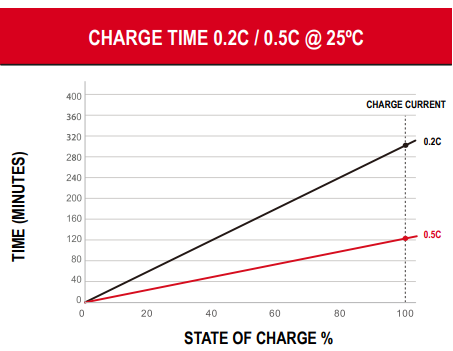 CHARGE TIME 0.2C / 0.5C @ 25ºC
CHARGE CURRENT
400
360
320
280
240
200
160
120
80
40
0
0.2C
0.5C
TIME (MINUTES)
0 20 40 60 80 100
STATE OF CHARGE %